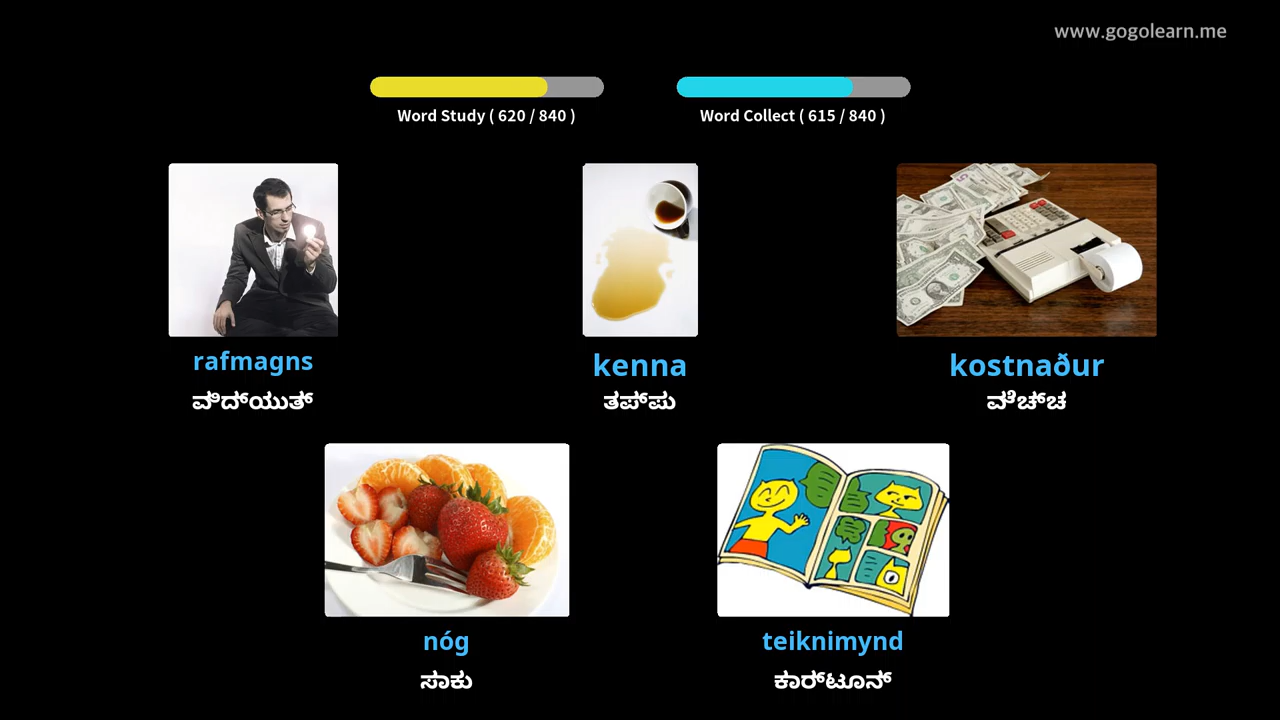 www.gogolearn.me
Word Study ( 620 / 840 )
Word Collect ( 615 / 840 )
rafmagns
ವಿದ್ಯುತ್
kenna
ತಪ್ಪು
kostnaður
ವೆಚ್ಚ
nóg
ಸಾಕು
teiknimynd
ಕಾರ್ಟೂನ್